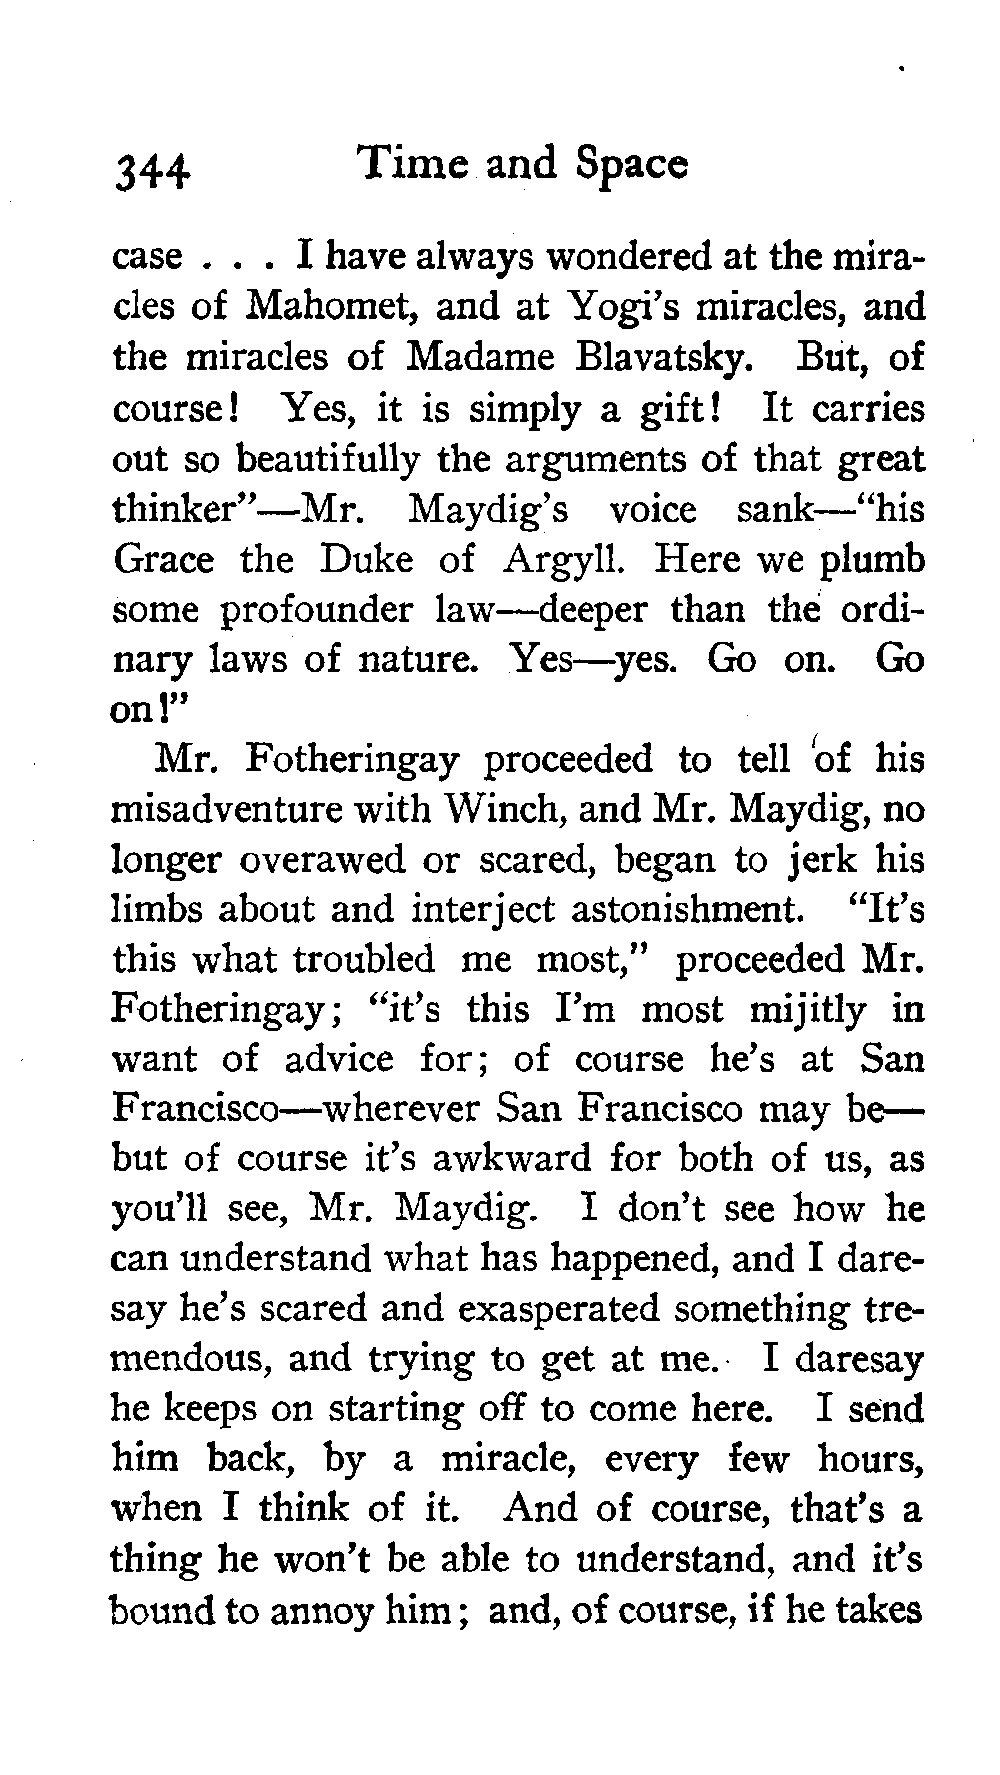 344 Time and Space
case . . . I have always wondered at the mira-
cles of Mahomet, and at Yogi's miracles, and
the miracles of Madame Blavatsky. But, of
course! Yes, it is simply a gift! It carries
out so beautifully the arguments of that great
thinker"—Mr. Maydig's voice sank—"his
Grace the Duke of Argyll. Here we plumb
some profounder law—deeper than the ordi-
nary laws of nature. Yes—yes. Go on. Go
on!"
Mr. Fotheringay proceeded to tell of his
misadventure with Winch, and Mr. Maydig, no
longer overawed or scared, began to jerk his
limbs about and interject astonishment. "It's
this what troubled me most," proceeded Mr.
Fotheringay; "it's this I'm most mijitly in
want of advice for; of course he's at San
Francisco—wherever San Francisco may be—
but of course it's awkward for both of us, as
you'll see, Mr. Maydig. I don't see how he
can understand what has happened, and I dare-
say he's scared and exasperated something tre-
mendous, and trying to get at me. I daresay
he keeps on starting off to come here. I send
him back, by a miracle, every few hours,
when I think of it. And of course, that's a
thing he won't be able to understand, and it's
bound to annoy him; and, of course, if he takes